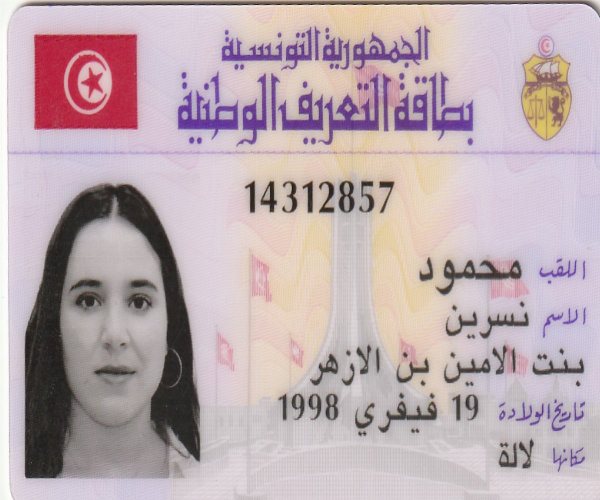 الجمهورية التونسية
بطاقة التعريف الوطنية
14312857
اللقب محمود
الاسم نسرين
بنت الامين بن الازهر
تاريخ الولادة 19 فيفري 1998
مكانها لالة